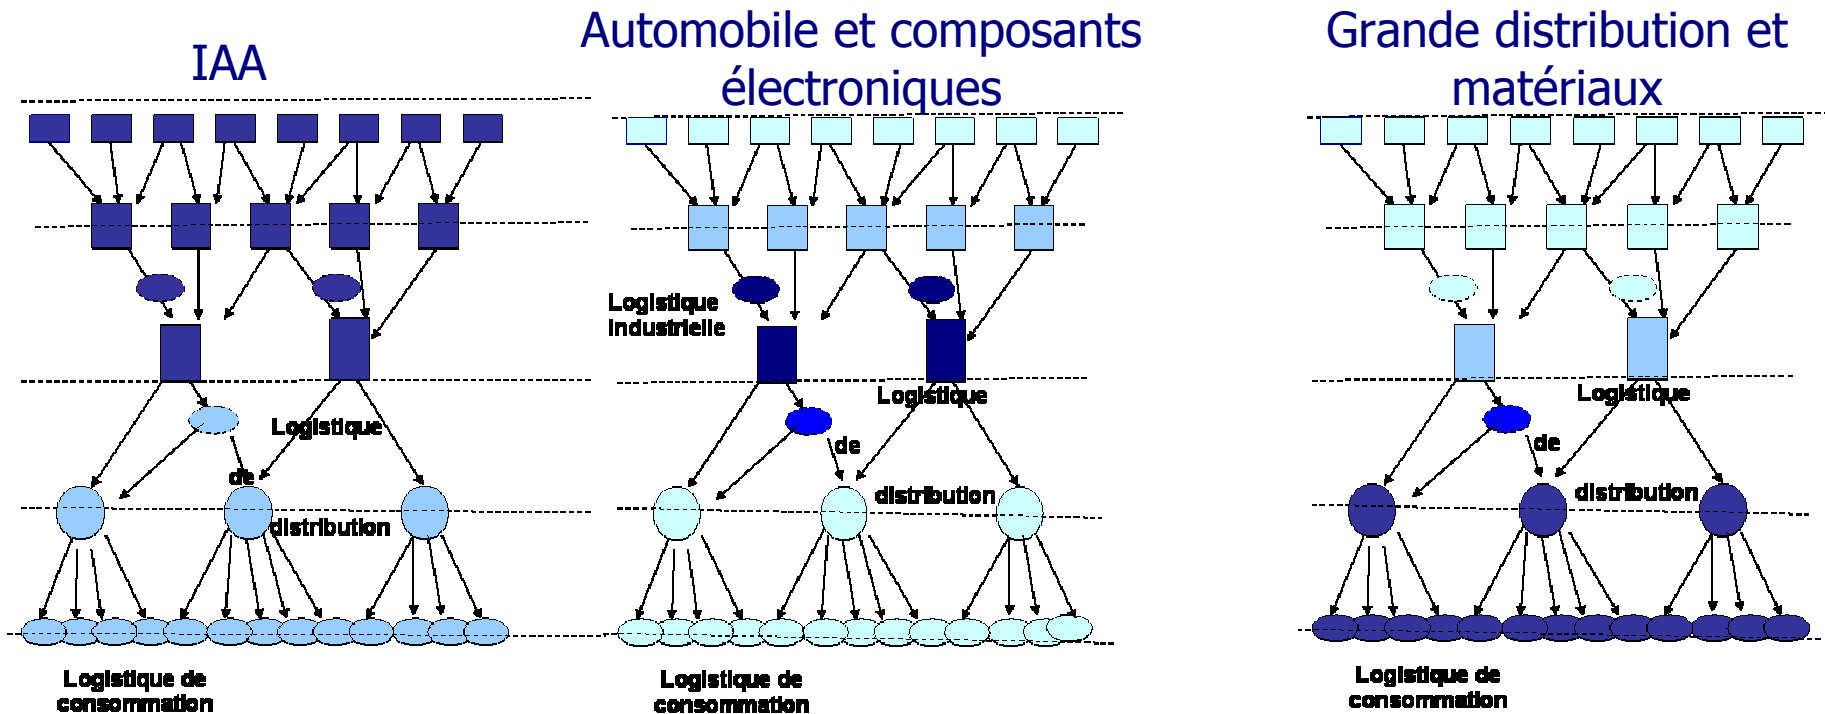 IAA
Logistique
de
distribution
Logistique de
consommation
Automobile et composants
électroniques
Logistique
industrielle
Logistique
de
distribution
Logistique de
consommation
Grande distribution et
matériaux
Logistique
de
distribution
Logistique de
consommation